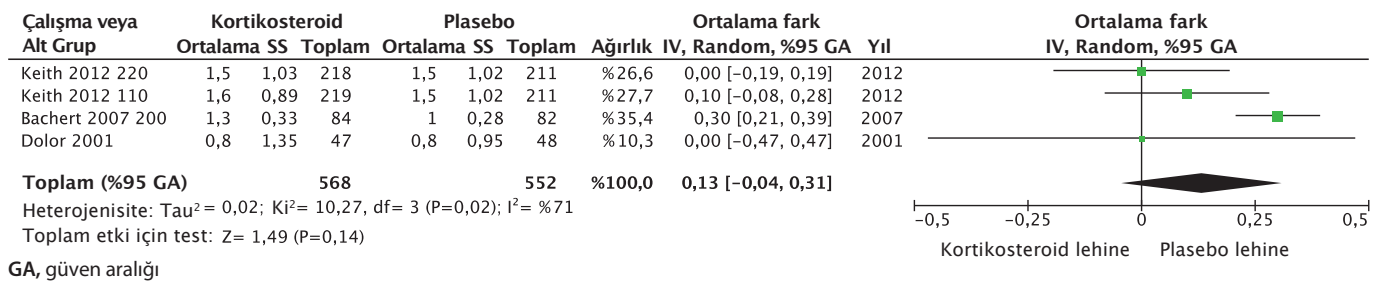 Çalışma veya Kortikosteroid Plasebo Ortalama fark Ortalama fark
Alt Grup Ortalama SS Toplam Ortalama SS Toplam Ağırlık IV, Random, %95 GA Yıl IV, Random, %95 GA
Keith 2012 220 1,5 1,03 218 1,5 1,02 211 %26,6 0,00 [-0,19, 0,19] 2012
Keith 2012 110 1,6 0,89 219 1,5 1,02 211 %27,7 0,10 [-0,08, 0,28] 2012
Bachert 2007 200 1,3 0,33 84 1 0,28 82 %35,4 0,30 [0,21, 0,39] 2007
Dolor 2001 0,8 1,35 47 0,8 0,95 48 %10,3 0,00 [-0,47, 0,47] 2001
Toplam (%95 GA) 568 552 %100,0 0,13 [-0,04, 0,31]
Heterojenisite: Tau²= 0,02; Ki²= 10,27, df= 3 (P=0,02); I²= %71
Toplam etki için test: Z= 1,49 (P=0,14)
-0,5 -0,25 0 0,25 0,5
Kortikosteroid lehine Plasebo lehine
GA, güven aralığı